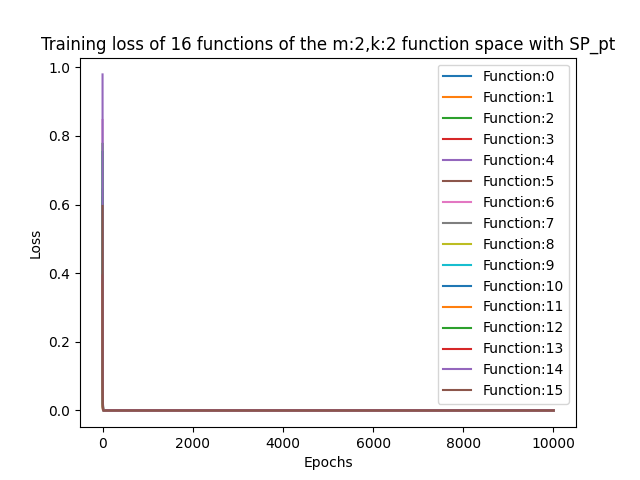 Training loss of 16 functions of the m:2,k:2 function space with SP_pt
1.0
0.8
0.6
0.4
0.2
0.0
Loss
0
2000
4000
6000
8000
10000
Epochs
Function:0
Function:1
Function:2
Function:3
Function:4
Function:5
Function:6
Function:7
Function:8
Function:9
Function:10
Function:11
Function:12
Function:13
Function:14
Function:15